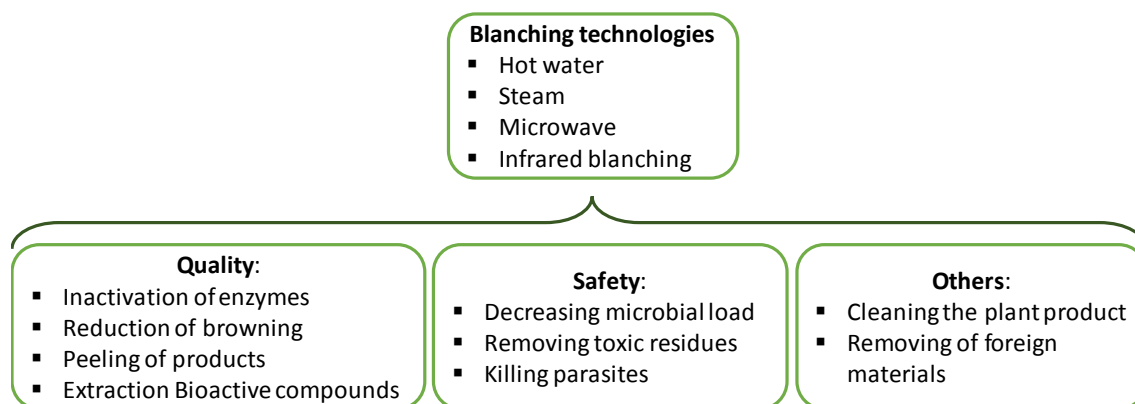 Blanching technologies
▪ Hot water
▪ Steam
▪ Microwave
▪ Infrared blanching
Quality:
▪ Inactivation of enzymes
▪ Reduction of browning
▪ Peeling of products
▪ Extraction Bioactive compounds
Safety:
▪ Decreasing microbial load
▪ Removing toxic residues
▪ Killing parasites
Others:
▪ Cleaning the plant product
▪ Removing of foreign
materials